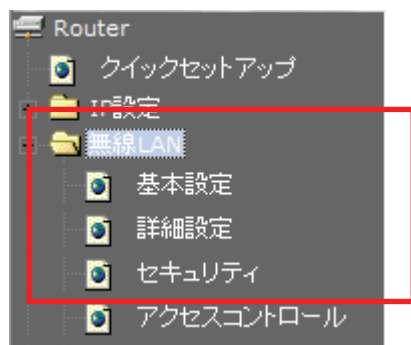 Router
クイックセットアップ
IP設定
無線LAN
基本設定
詳細設定
セキュリティ
アクセスコントロール